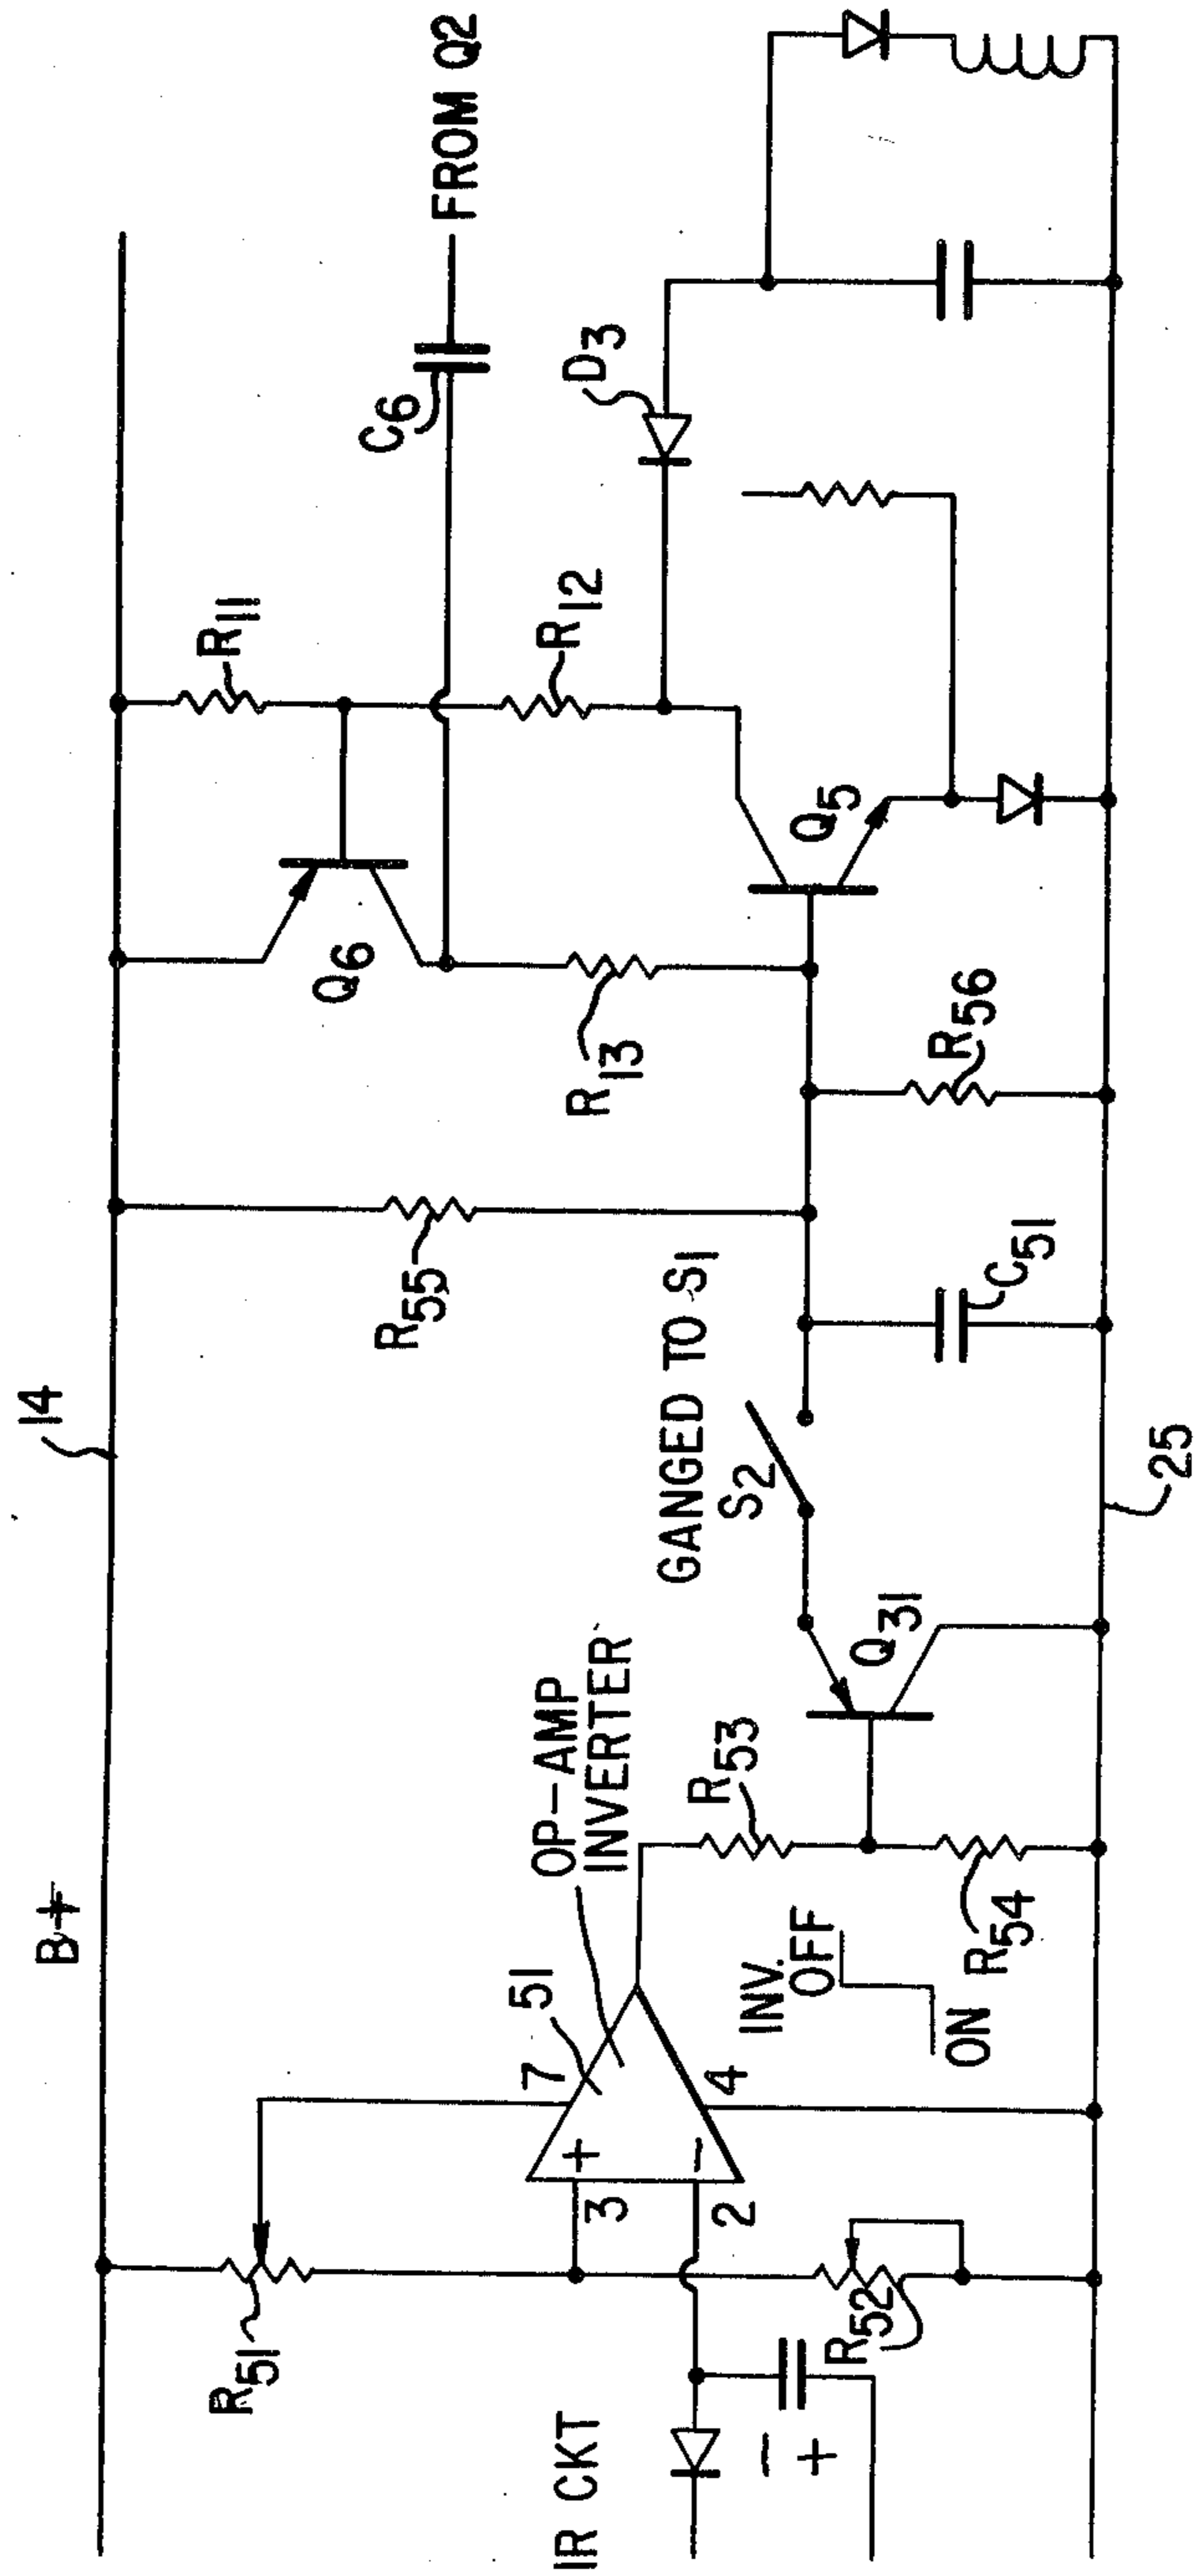 B+
14
R11
C6
FROM Q2
Q6
R55
R13
R12
D3
R51
OP-AMP
INVERTER
51
7
3
+
2
−
4
GANGED TO S1
S2
Q5
IR CKT
−
+
R52
INV.
OFF
ON
R53
R54
Q31
C51
R56
25